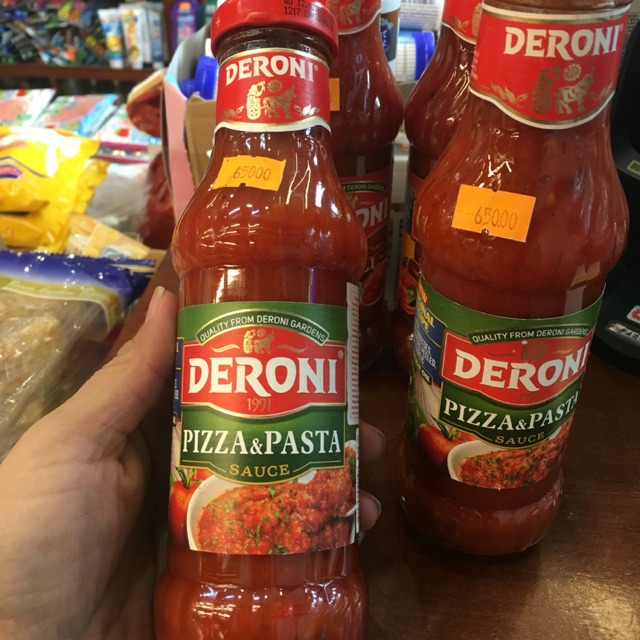 1217
DERONI
65000
QUALITY FROM DERONI GARDENS
DERONI
1991
PIZZA&PASTA
SAUCE
DERONI
65000
QUALITY FROM DERONI GARDENS
DERONI
PIZZA&PASTA
SAUCE